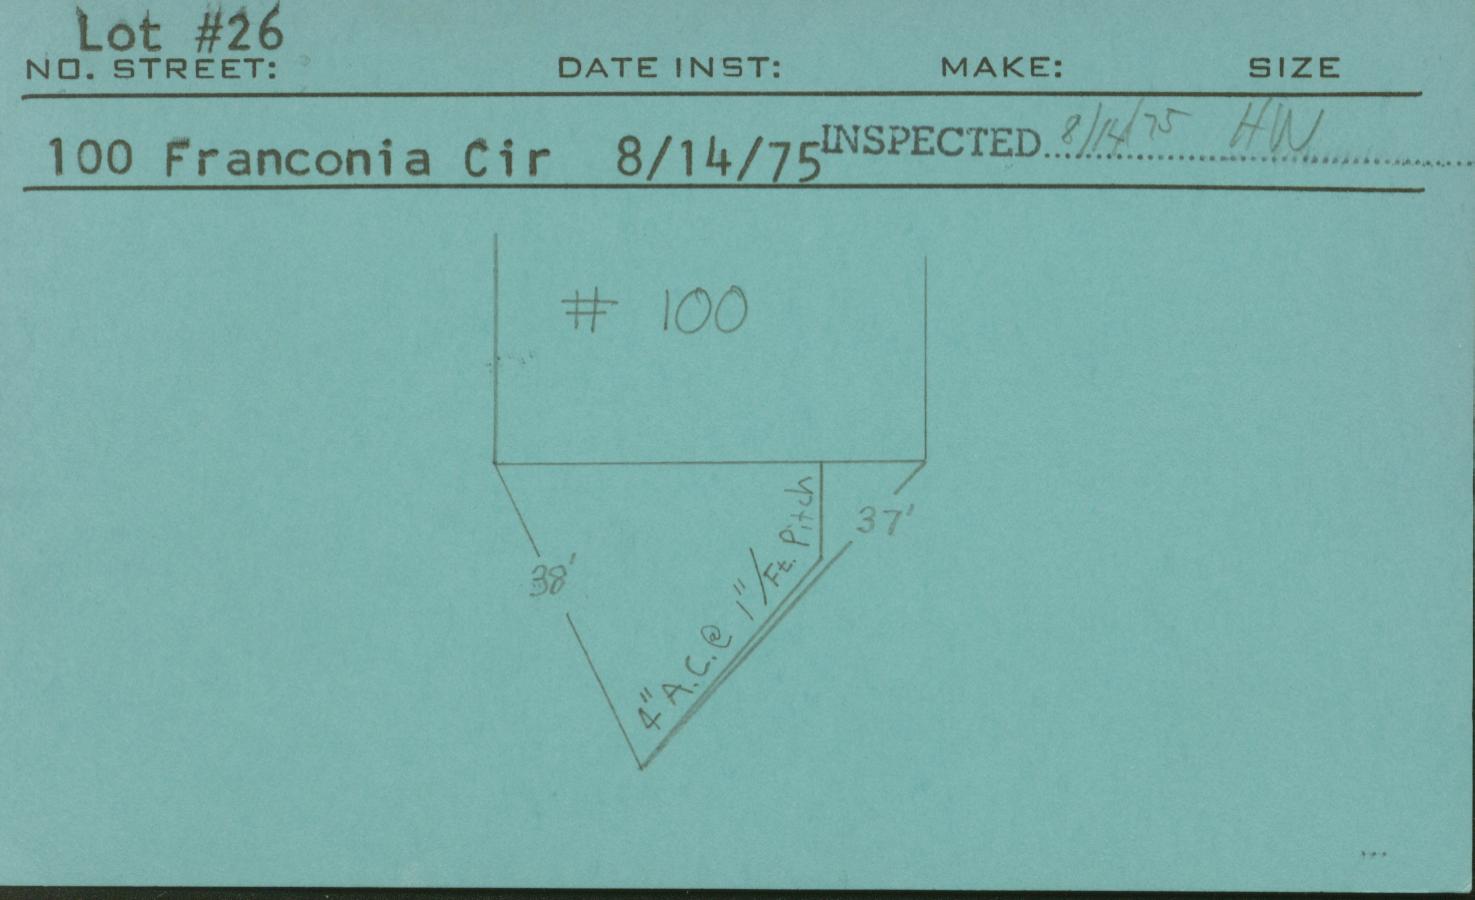 Lot #26
NO. STREET: DATE INST: MAKE: SIZE
100 Franconia Cir 8/14/75 INSPECTED 8/14/75 HW
# 100
37'
38'
4" A.C. @ 1"/Ft. Pitch